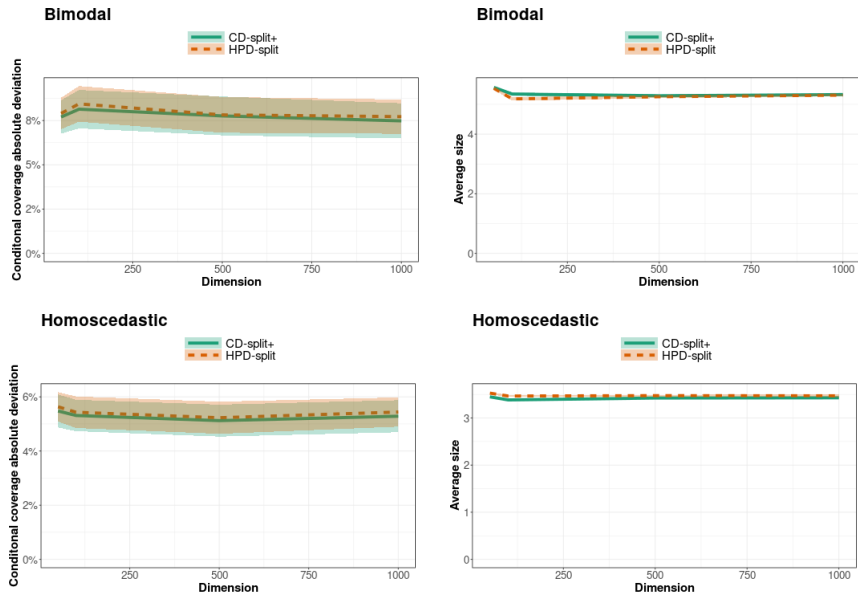 Bimodal
CD-split+
HPD-split
Conditonal coverage absolute deviation
8%
5%
2%
0%
250
500
750
1000
Dimension
Bimodal
CD-split+
HPD-split
Average size
4
2
0
250
500
750
1000
Dimension
Homoscedastic
CD-split+
HPD-split
Conditonal coverage absolute deviation
6%
4%
2%
0%
250
500
750
1000
Dimension
Homoscedastic
CD-split+
HPD-split
Average size
3
2
1
0
250
500
750
1000
Dimension